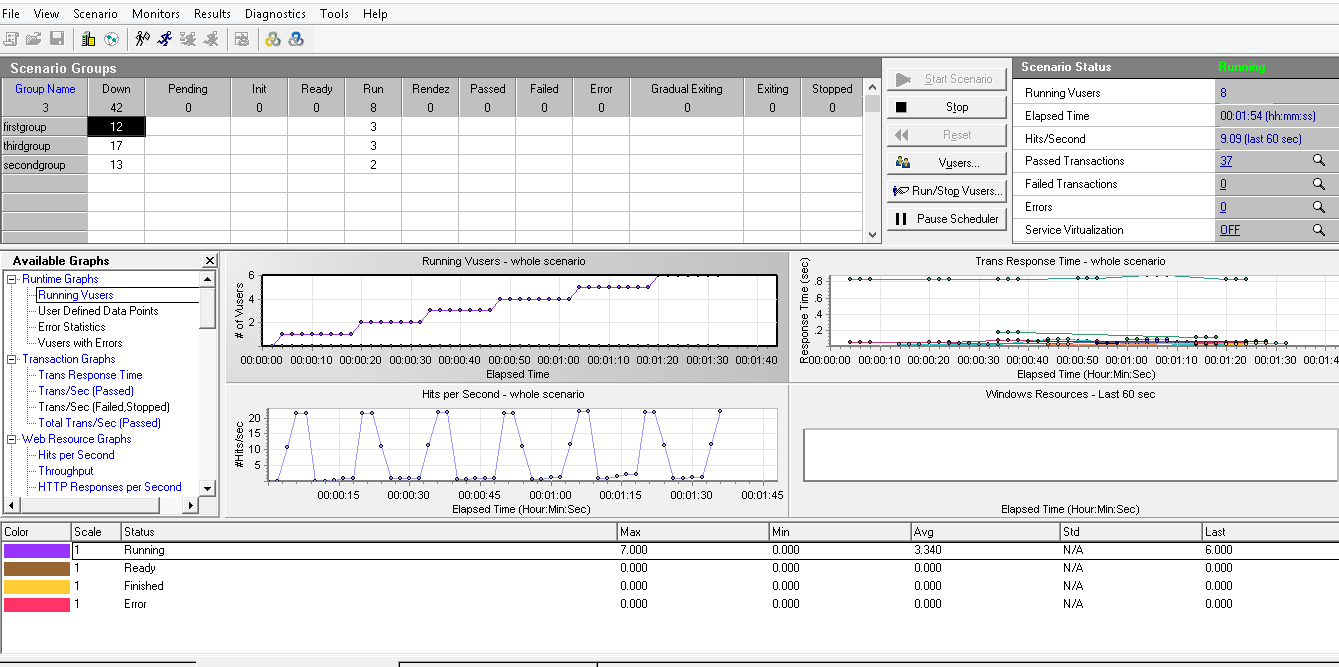 File View Scenario Monitors Results Diagnostics Tools Help
Scenario Groups
Group Name Down Pending Init Ready Run Rendez Passed Failed Error Gradual Exiting Exiting Stopped
3 42 0 0 0 8 0 0 0 0 0 0 0
firstgroup 12 3
thirdgroup 17 3
secondgroup 13 2
Start Scenario
Stop
Reset
Vusers...
Run/Stop Vusers...
Pause Scheduler
Scenario Status Running
Running Vusers 8
Elapsed Time 00:01:54 (hh:mm:ss)
Hits/Second 9.09 (last 60 sec)
Passed Transactions 37
Failed Transactions 0
Errors 0
Service Virtualization OFF
Available Graphs
Runtime Graphs
Running Vusers
User Defined Data Points
Error Statistics
Vusers with Errors
Transaction Graphs
Trans Response Time
Trans/Sec (Passed)
Trans/Sec (Failed,Stopped)
Total Trans/Sec (Passed)
Web Resource Graphs
Hits per Second
Throughput
HTTP Responses per Second
Running Vusers - whole scenario
# of Vusers
6
4
2
00:00:00 00:00:10 00:00:20 00:00:30 00:00:40 00:00:50 00:01:00 00:01:10 00:01:20 00:01:30 00:01:40
Elapsed Time
Trans Response Time - whole scenario
Response Time (sec)
.8
.6
.4
.2
00:00:00 00:00:10 00:00:20 00:00:30 00:00:40 00:00:50 00:01:00 00:01:10 00:01:20 00:01:30 00:01:4
Elapsed Time (Hour:Min:Sec)
Hits per Second - whole scenario
#Hits/sec
20
15
10
5
00:00:15 00:00:30 00:00:45 00:01:00 00:01:15 00:01:30 00:01:45
Elapsed Time (Hour:Min:Sec)
Windows Resources - Last 60 sec
Elapsed Time (Hour:Min:Sec)
Color Scale Status Max Min Avg Std Last
1 Running 7.000 0.000 3.340 N/A 6.000
1 Ready 0.000 0.000 0.000 N/A 0.000
1 Finished 0.000 0.000 0.000 N/A 0.000
1 Error 0.000 0.000 0.000 N/A 0.000